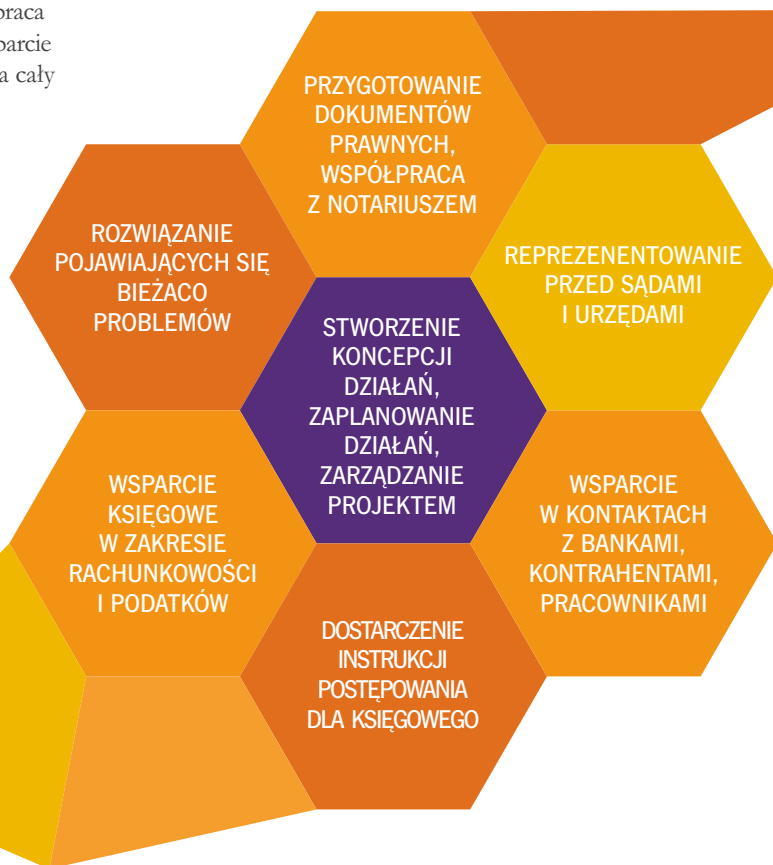 praca
parcie
a cały
PRZYGOTOWANIE
DOKUMENTÓW
PRAWNYCH,
WSPÓŁPRACA
Z NOTARIUSZEM
ROZWIĄZANIE
POJAWIAJĄCYCH SIĘ
BIEŻACO
PROBLEMÓW
REPREZENENTOWANIE
PRZED SĄDAMI
I URZĘDAMI
STWORZENIE
KONCEPCJI
DZIAŁAŃ,
ZAPLANOWANIE
DZIAŁAŃ,
ZARZĄDZANIE
PROJEKTEM
WSPARCIE
KSIĘGOWE
W ZAKRESIE
RACHUNKOWOŚCI
I PODATKÓW
WSPARCIE
W KONTAKTACH
Z BANKAMI,
KONTRAHENTAMI,
PRACOWNIKAMI
DOSTARCZENIE
INSTRUKCJI
POSTĘPOWANIA
DLA KSIĘGOWEGO